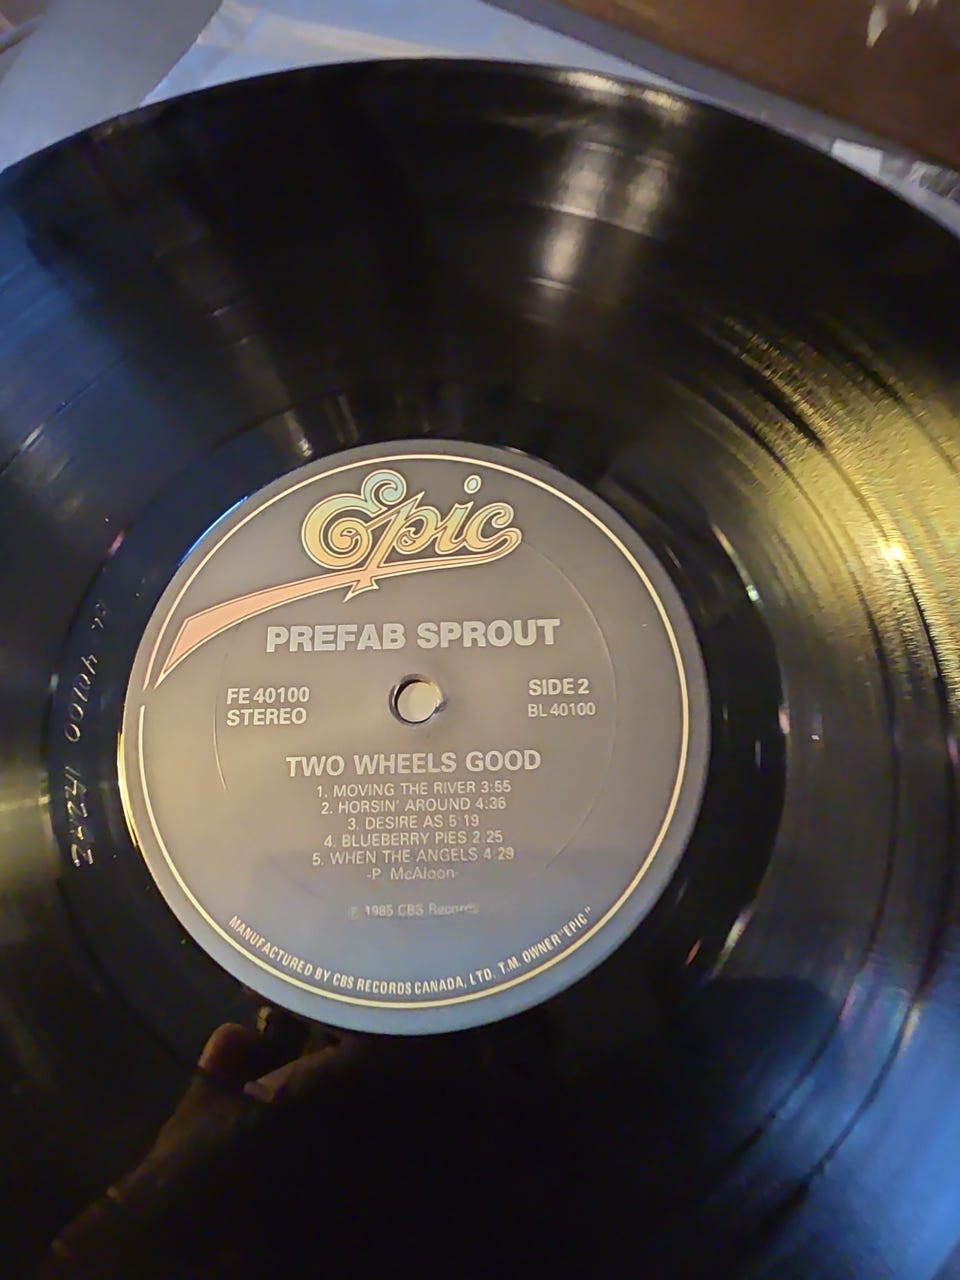 Epic
PREFAB SPROUT
FE 40100
STEREO
SIDE 2
BL 40100
TWO WHEELS GOOD
1. MOVING THE RIVER 3:55
2. HORSIN' AROUND 4:36
3. DESIRE AS 5:19
4. BLUEBERRY PIES 2:25
5. WHEN THE ANGELS 4:29
-P. McAloon-
Ⓟ 1985 CBS Records
MANUFACTURED BY CBS RECORDS CANADA, LTD. T.M. OWNER "EPIC."